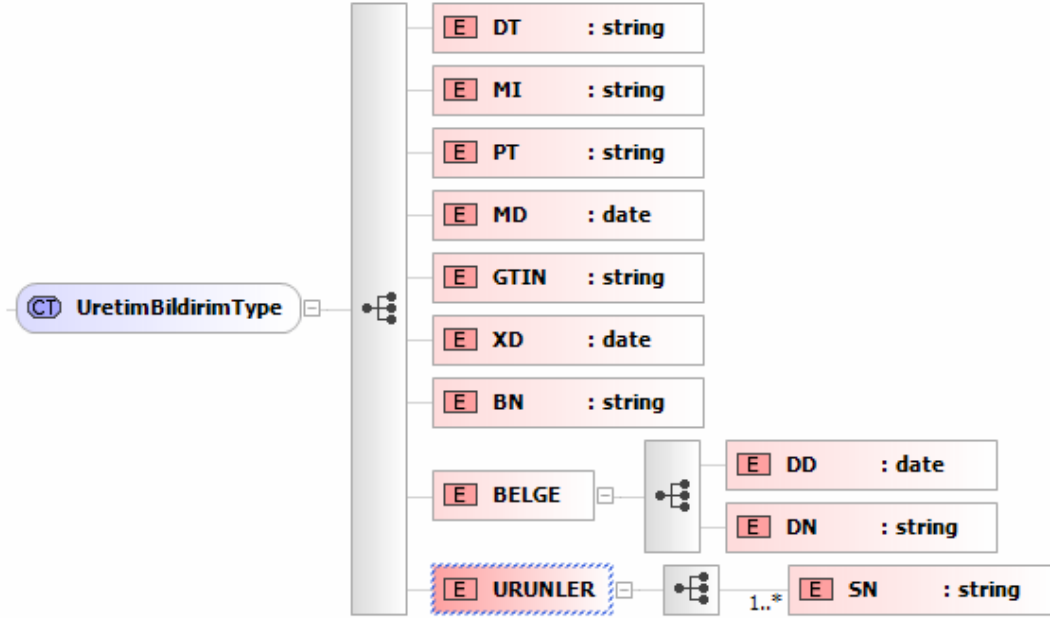 E DT : string
E MI : string
E PT : string
E MD : date
E GTIN : string
CT UretimBildirimType
E XD : date
E BN : string
E DD : date
E BELGE
E DN : string
E URUNLER
1..* E SN : string